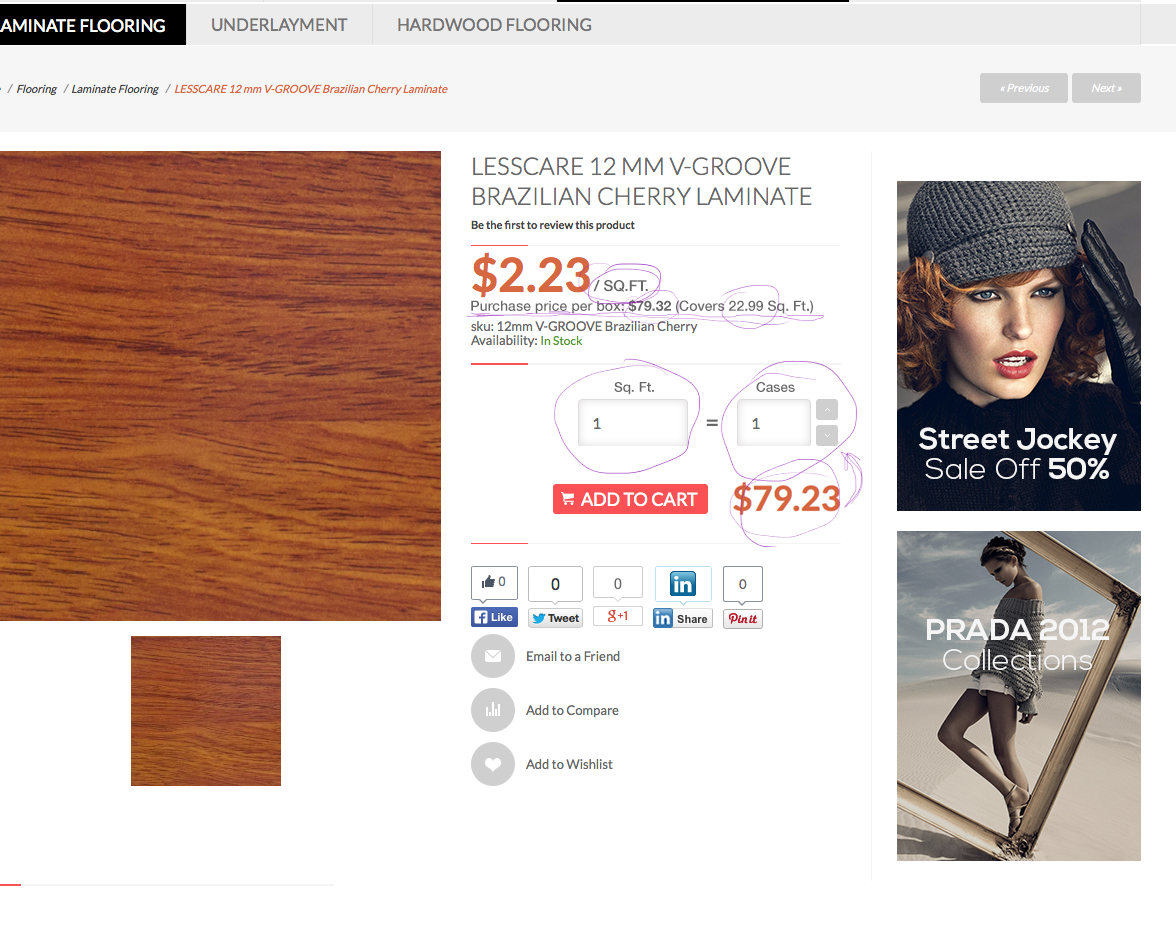 AMINATE FLOORING UNDERLAYMENT HARDWOOD FLOORING
/ Flooring / Laminate Flooring / LESSCARE 12 mm V-GROOVE Brazilian Cherry Laminate
« Previous Next »
LESSCARE 12 MM V-GROOVE
BRAZILIAN CHERRY LAMINATE
Be the first to review this product
$2.23 / SQ.FT.
Purchase price per box: $79.32 (Covers 22.99 Sq. Ft.)
sku: 12mm V-GROOVE Brazilian Cherry
Availability: In Stock
Sq. Ft. Cases
1 = 1
ADD TO CART $79.23
0 0 0 in 0
f Like Tweet g+1 in Share Pin it
Email to a Friend
Add to Compare
Add to Wishlist
Street Jockey
Sale Off 50%
PRADA 2012
Collections